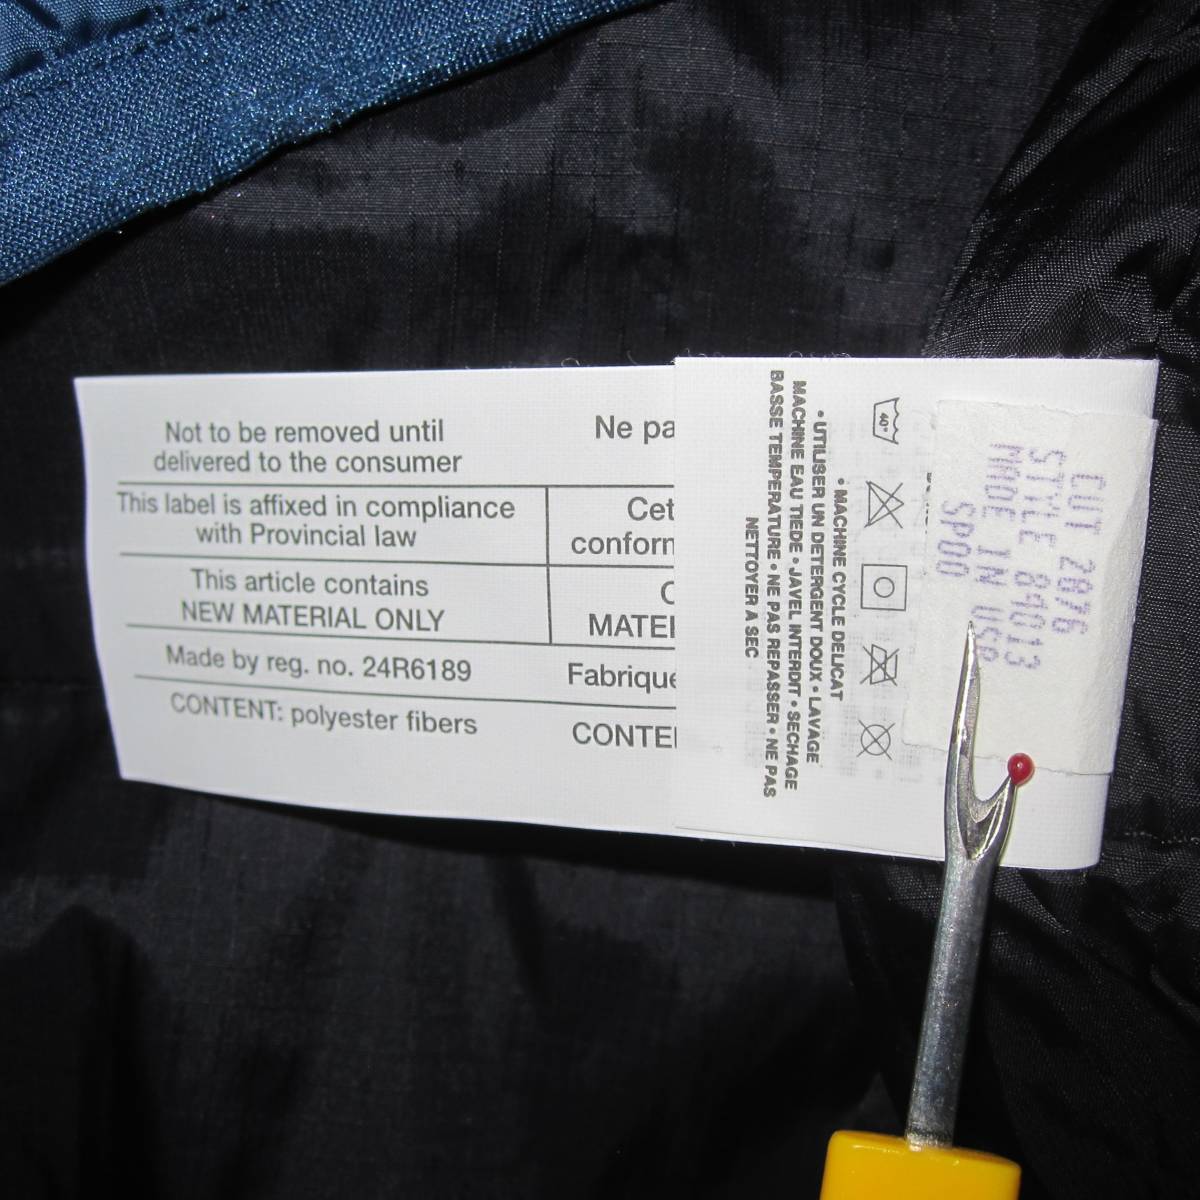 Not to be removed until
delivered to the consumer
This label is affixed in compliance
with Provincial law
This article contains
NEW MATERIAL ONLY
Made by reg. no. 24R6189
CONTENT: polyester fibers
Ne pa
Cet
conforn
MATE
Fabrique
CONTE
40°
• MACHINE CYCLE DELICAT
• UTILISER UN DETERGENT DOUX • LAVAGE
MACHINE EAU TIEDE • JAVEL INTERDIT • SECHAGE
BASSE TEMPERATURE • NE PAS REPASSER • NE PAS
NETTOYER A SEC
CUT 2876
STYLE 84013
MADE IN USA
SP00